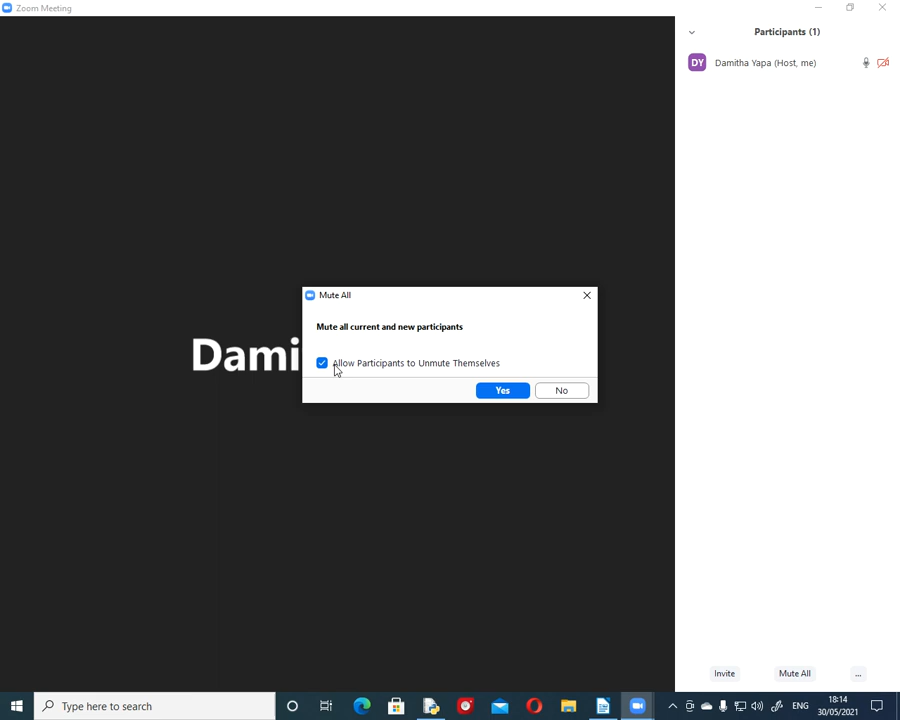 Zoom Meeting
Participants (1)
DY Damitha Yapa (Host, me)
Mute All
Mute all current and new participants
Dami
Allow Participants to Unmute Themselves
Yes No
Invite Mute All ...
Type here to search
ENG
18:14
30/05/2021